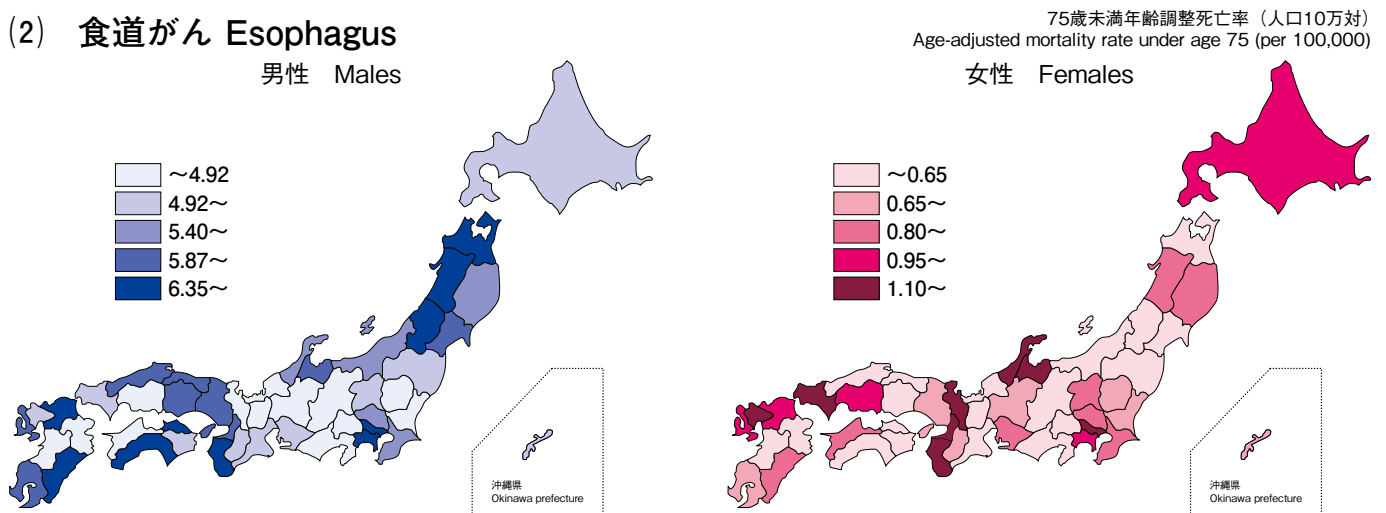 (2) 食道がん Esophagus
75歳未満年齢調整死亡率（人口10万対）
Age-adjusted mortality rate under age 75 (per 100,000)
男性 Males
～4.92
4.92～
5.40～
5.87～
6.35～
沖縄県
Okinawa prefecture
女性 Females
～0.65
0.65～
0.80～
0.95～
1.10～
沖縄県
Okinawa prefecture